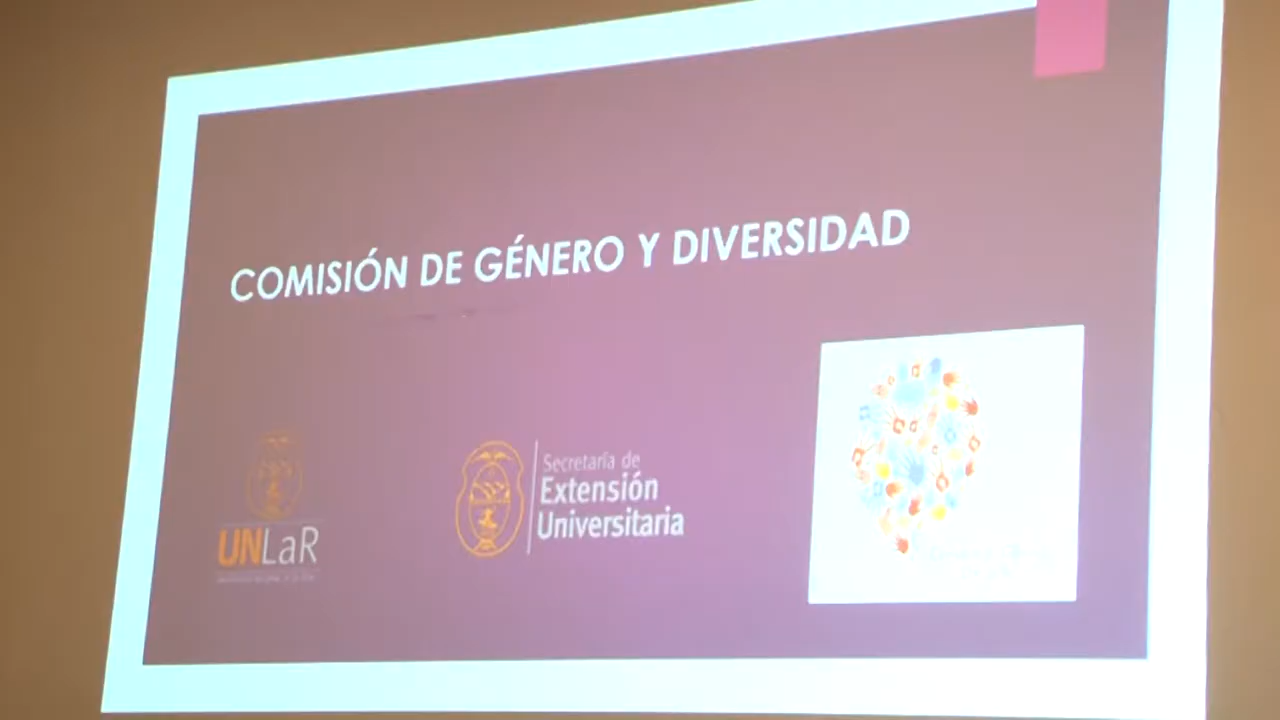 COMISIÓN DE GÉNERO Y DIVERSIDAD
UNLaR
Secretaría de
Extensión
Universitaria